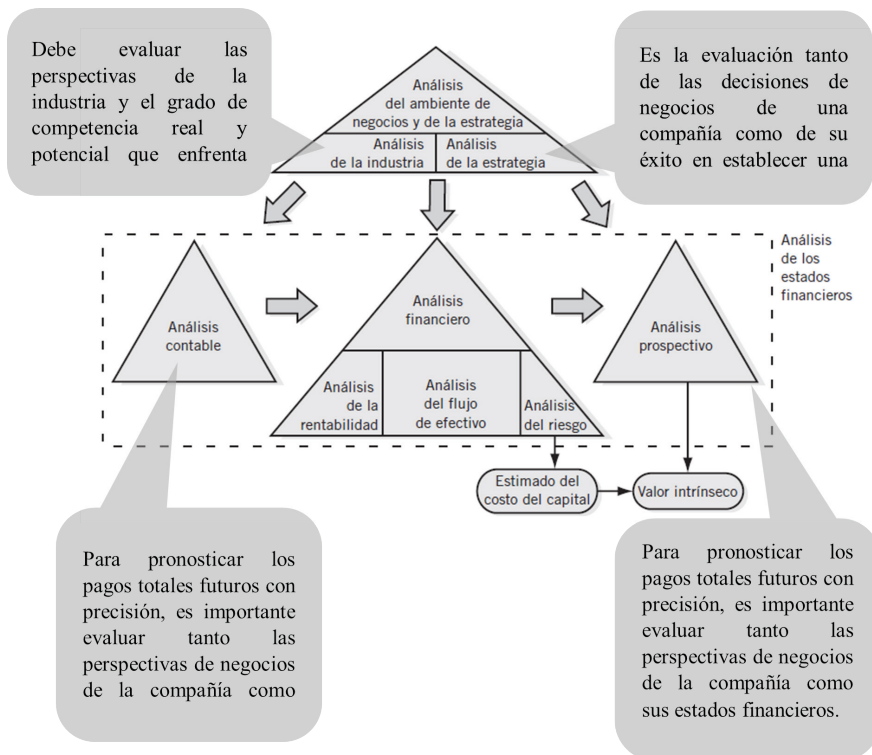 Debe evaluar las
perspectivas de la
industria y el grado de
competencia real y
potencial que enfrenta
Es la evaluación tanto
de las decisiones de
negocios de una
compañía como de su
éxito en establecer una
Análisis
del ambiente de
negocios y de la estrategia
Análisis
de la industria
Análisis
de la estrategia
Análisis
de los
estados
financieros
Análisis
contable
Análisis
financiero
Análisis
de la
rentabilidad
Análisis
del flujo
de efectivo
Análisis
del riesgo
Análisis
prospectivo
Estimado del
costo del capital
Valor intrínseco
Para pronosticar los
pagos totales futuros con
precisión, es importante
evaluar tanto las
perspectivas de negocios
de la compañía como
Para pronosticar los
pagos totales futuros con
precisión, es importante
evaluar tanto las
perspectivas de negocios
de la compañía como
sus estados financieros.